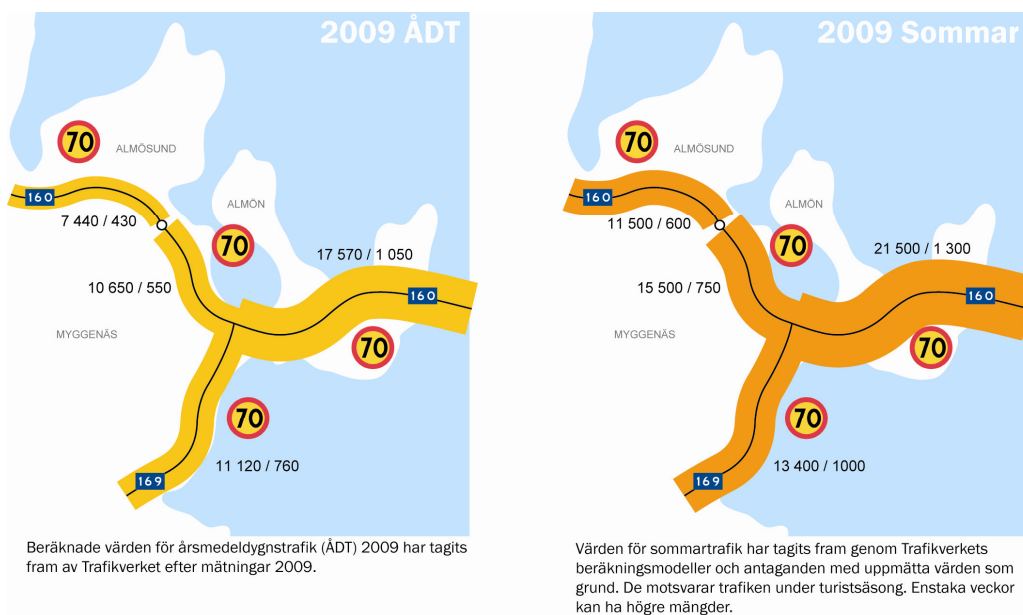 2009 ÅDT
70
ALMÖSUND
160
7 440 / 430
ALMÖN
70
17 570 / 1 050
10 650 / 550
160
MYGGENÄS
70
70
11 120 / 760
169
Beräknade värden för årsmedeldygnstrafik (ÅDT) 2009 har tagits
fram av Trafikverket efter mätningar 2009.
2009 Sommar
70
ALMÖSUND
160
11 500 / 600
ALMÖN
70
21 500 / 1 300
15 500 / 750
160
MYGGENÄS
70
70
13 400 / 1000
169
Värden för sommartrafik har tagits fram genom Trafikverkets
beräkningsmodeller och antaganden med uppmätta värden som
grund. De motsvarar trafiken under turistsäsong. Enstaka veckor
kan ha högre mängder.